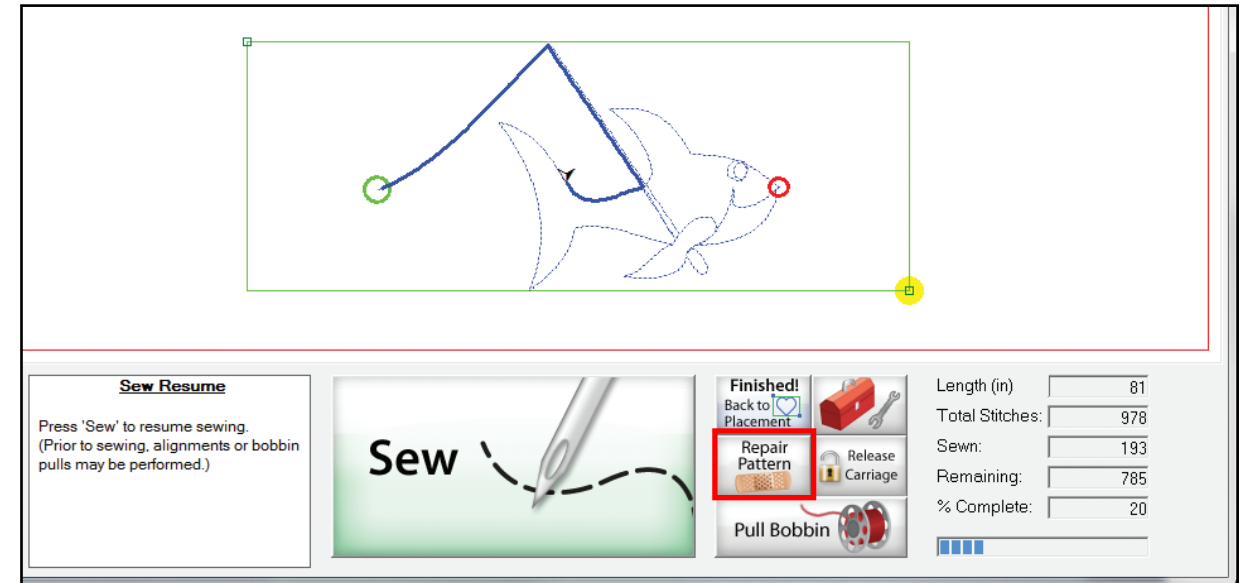 Sew Resume
Press 'Sew' to resume sewing.
(Prior to sewing, alignments or bobbin
pulls may be performed.)
Sew
Finished!
Back to
Placement
Repair
Pattern
Release
Carriage
Pull Bobbin
Length (in) 81
Total Stitches: 978
Sewn: 193
Remaining: 785
% Complete: 20